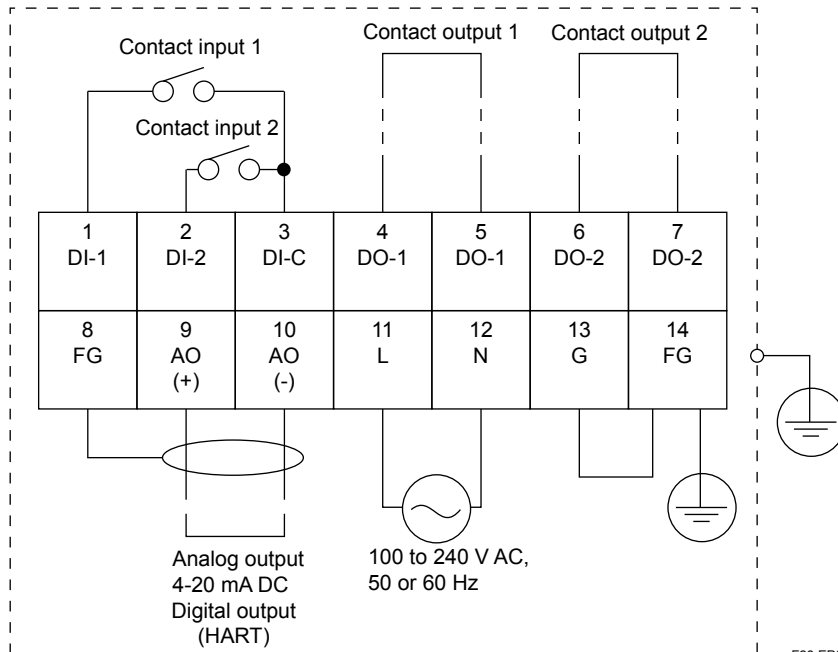 Contact input 1
Contact output 1
Contact output 2
Contact input 2
1
DI-1
2
DI-2
3
DI-C
4
DO-1
5
DO-1
6
DO-2
7
DO-2
8
FG
9
AO
(+)
10
AO
(-)
11
L
12
N
13
G
14
FG
Analog output
4-20 mA DC
Digital output
(HART)
100 to 240 V AC,
50 or 60 Hz